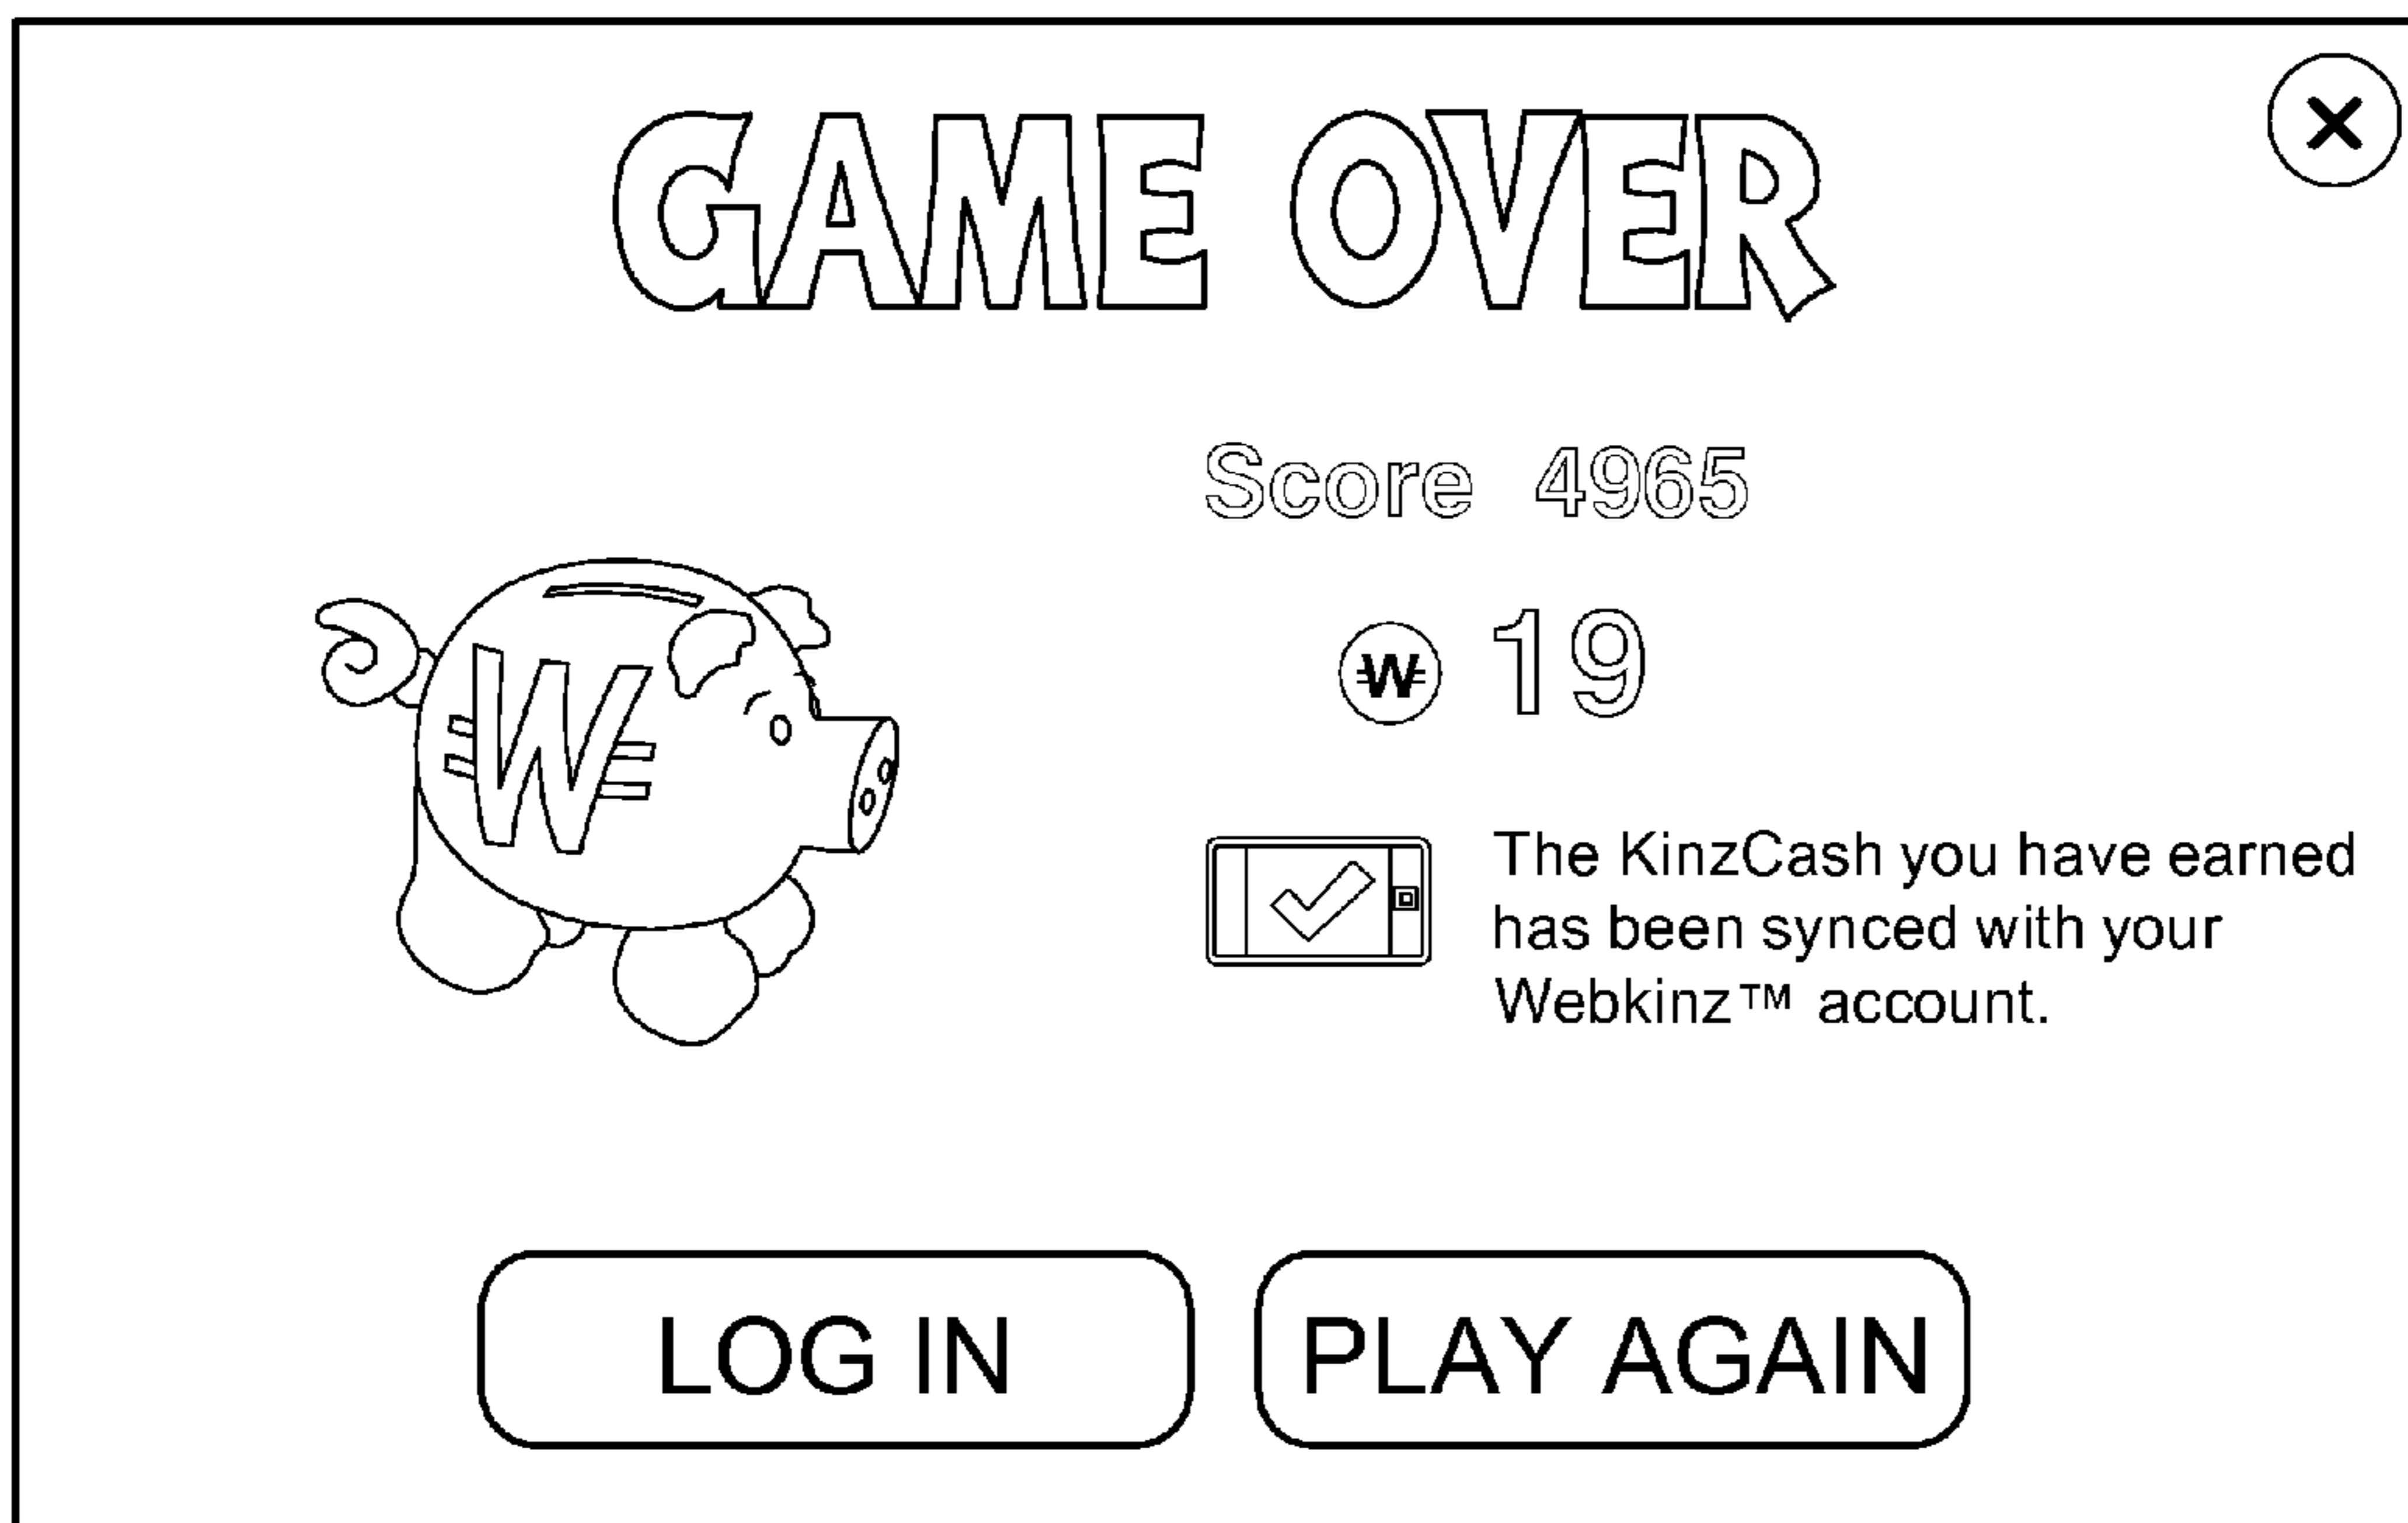 GAME OVER
Score 4965
W 19
The KinzCash you have earned
has been synced with your
Webkinz™ account.
W
LOG IN
PLAY AGAIN